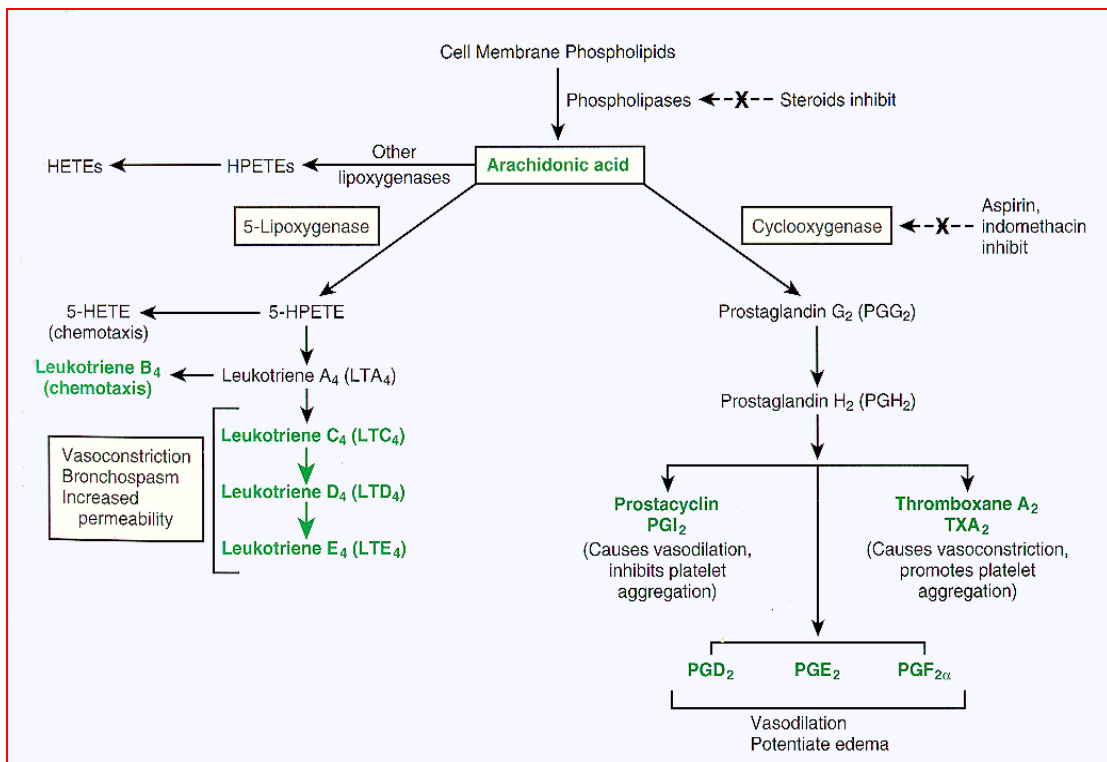 Cell Membrane Phospholipids
Phospholipases
Steroids inhibit
X
HETEs
HPETEs
Other
lipoxygenases
Arachidonic acid
5-Lipoxygenase
Cyclooxygenase
X
Aspirin,
indomethacin
inhibit
5-HETE
(chemotaxis)
5-HPETE
Prostaglandin G₂ (PGG₂)
Leukotriene B₄
(chemotaxis)
Leukotriene A₄ (LTA₄)
Prostaglandin H₂ (PGH₂)
Vasoconstriction
Bronchospasm
Increased
permeability
Leukotriene C₄ (LTC₄)
Leukotriene D₄ (LTD₄)
Leukotriene E₄ (LTE₄)
Prostacyclin
PGI₂
(Causes vasodilation,
inhibits platelet
aggregation)
Thromboxane A₂
TXA₂
(Causes vasoconstriction,
promotes platelet
aggregation)
PGD₂
PGE₂
PGF₂α
Vasodilation
Potentiate edema